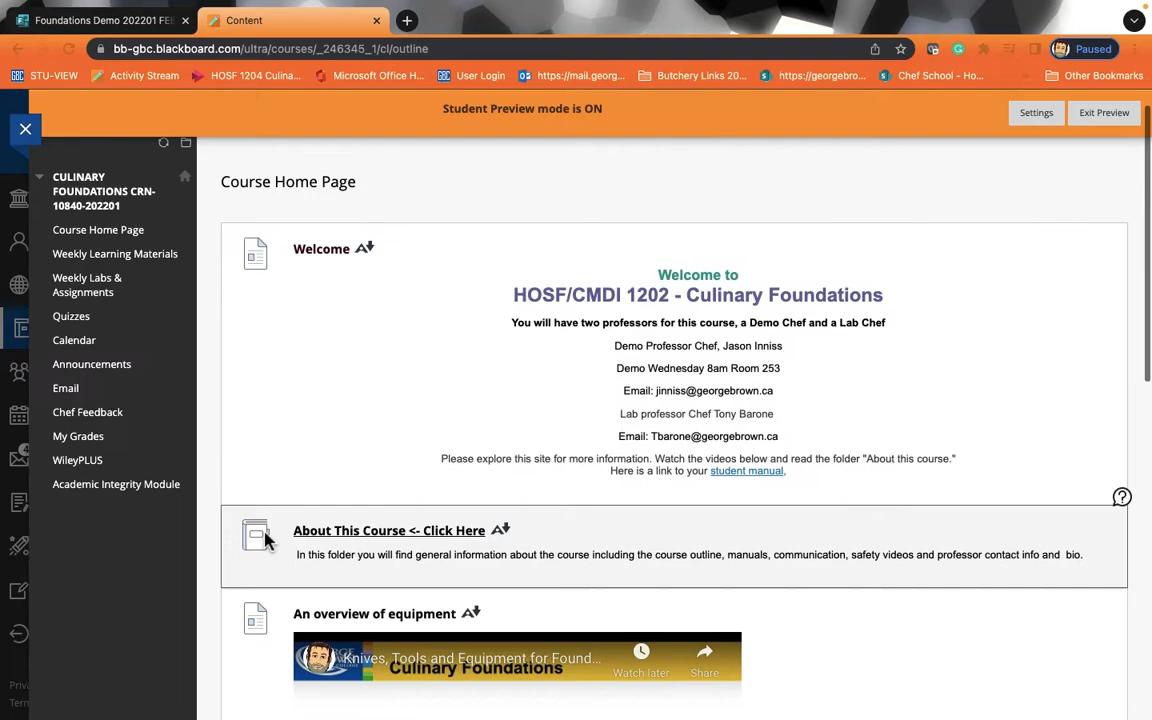 Foundations Demo 202201 FEE
Content
bb-gbc.blackboard.com/ultra/courses/_246345_1/cl/outline
Paused
GBC STU-VIEW
Activity Stream
HOSF 1204 Culina...
Microsoft Office H...
GBC User Login
https://mail.georg...
Butchery Links 20...
https://georgebro...
Chef School - Ho...
Other Bookmarks
Student Preview mode is ON
Settings
Exit Preview
CULINARY
FOUNDATIONS CRN-
10840-202201
Course Home Page
Weekly Learning Materials
Weekly Labs &
Assignments
Quizzes
Calendar
Announcements
Email
Chef Feedback
My Grades
WileyPLUS
Academic Integrity Module
Course Home Page
Welcome
Welcome to
HOSF/CMDI 1202 - Culinary Foundations
You will have two professors for this course, a Demo Chef and a Lab Chef
Demo Professor Chef, Jason Inniss
Demo Wednesday 8am Room 253
Email: jinniss@georgebrown.ca
Lab professor Chef Tony Barone
Email: Tbarone@georgebrown.ca
Please explore this site for more information. Watch the videos below and read the folder "About this course."
Here is a link to your student manual,
About This Course <- Click Here
In this folder you will find general information about the course including the course outline, manuals, communication, safety videos and professor contact info and bio.
An overview of equipment
Knives, Tools and Equipment for Found...
Culinary Foundations
Watch later
Share
Priv
Term